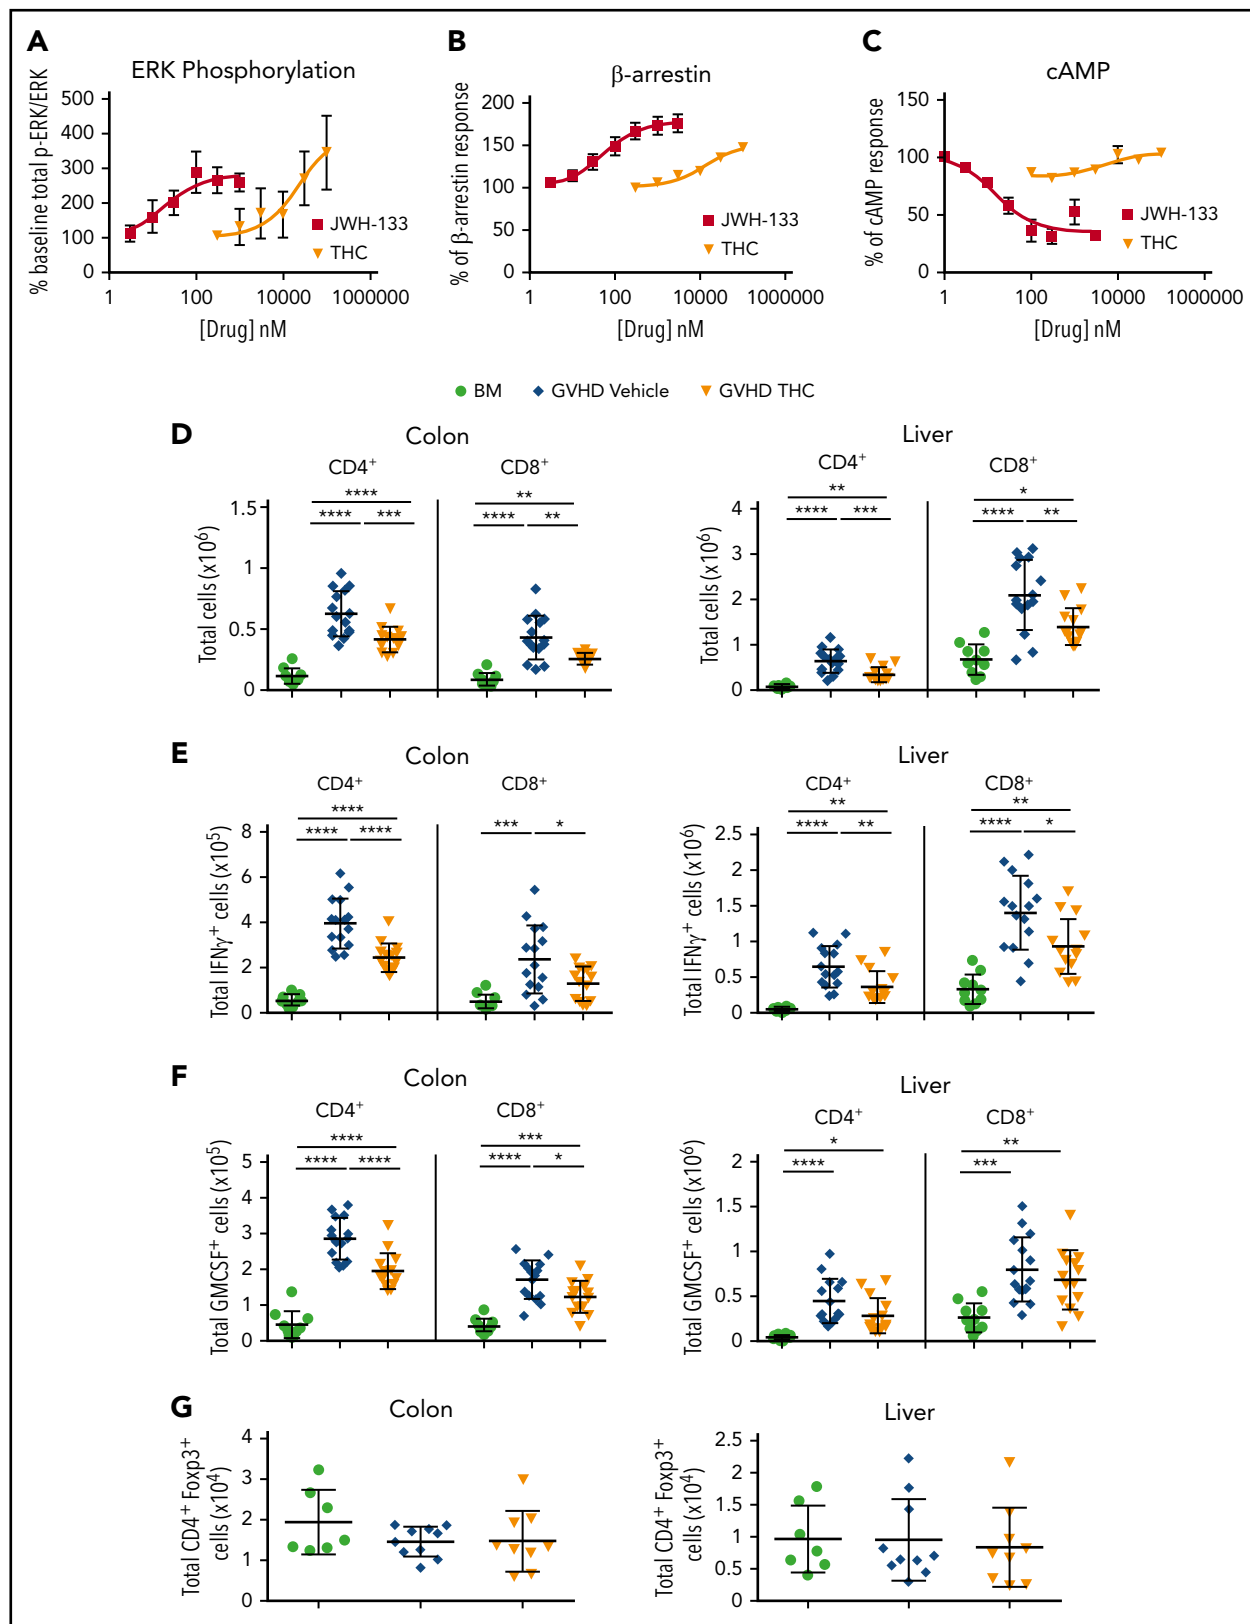 A
B
C
ERK Phosphorylation
β-arrestin
cAMP
% baseline total p-ERK/ERK
500
400
300
200
100
0
JWH-133
THC
1
100
10000
1000000
[Drug] nM
% of β-arrestin response
200
150
100
50
0
JWH-133
THC
1
100
10000
1000000
[Drug] nM
% of cAMP response
150
100
50
0
JWH-133
THC
1
100
10000
1000000
[Drug] nM
BM GVHD Vehicle GVHD THC
D
Colon
Liver
CD4⁺
CD8⁺
CD4⁺
CD8⁺
Total cells (x10⁶)
1.5
1
0.5
0
****
**** ***
**
**** **
Total cells (x10⁶)
4
3
2
1
0
**
**** ***
*
**** **
E
Colon
Liver
CD4⁺
CD8⁺
CD4⁺
CD8⁺
Total IFNγ⁺ cells (x10⁵)
8
6
4
2
0
****
**** ****
*** *
Total IFNγ⁺ cells (x10⁶)
2.5
2
1.5
1
0.5
0
**
**** **
**
**** *
F
Colon
Liver
CD4⁺
CD8⁺
CD4⁺
CD8⁺
Total GMCSF⁺ cells (x10⁵)
5
4
3
2
1
0
****
**** ****
***
**** *
Total GMCSF⁺ cells (x10⁶)
2
1.5
1
0.5
0
*
****
**
***
G
Colon
Liver
Total CD4⁺ Foxp3⁺
cells (x10⁴)
4
3
2
1
0
Total CD4⁺ Foxp3⁺
cells (x10⁴)
2.5
2
1.5
1
0.5
0